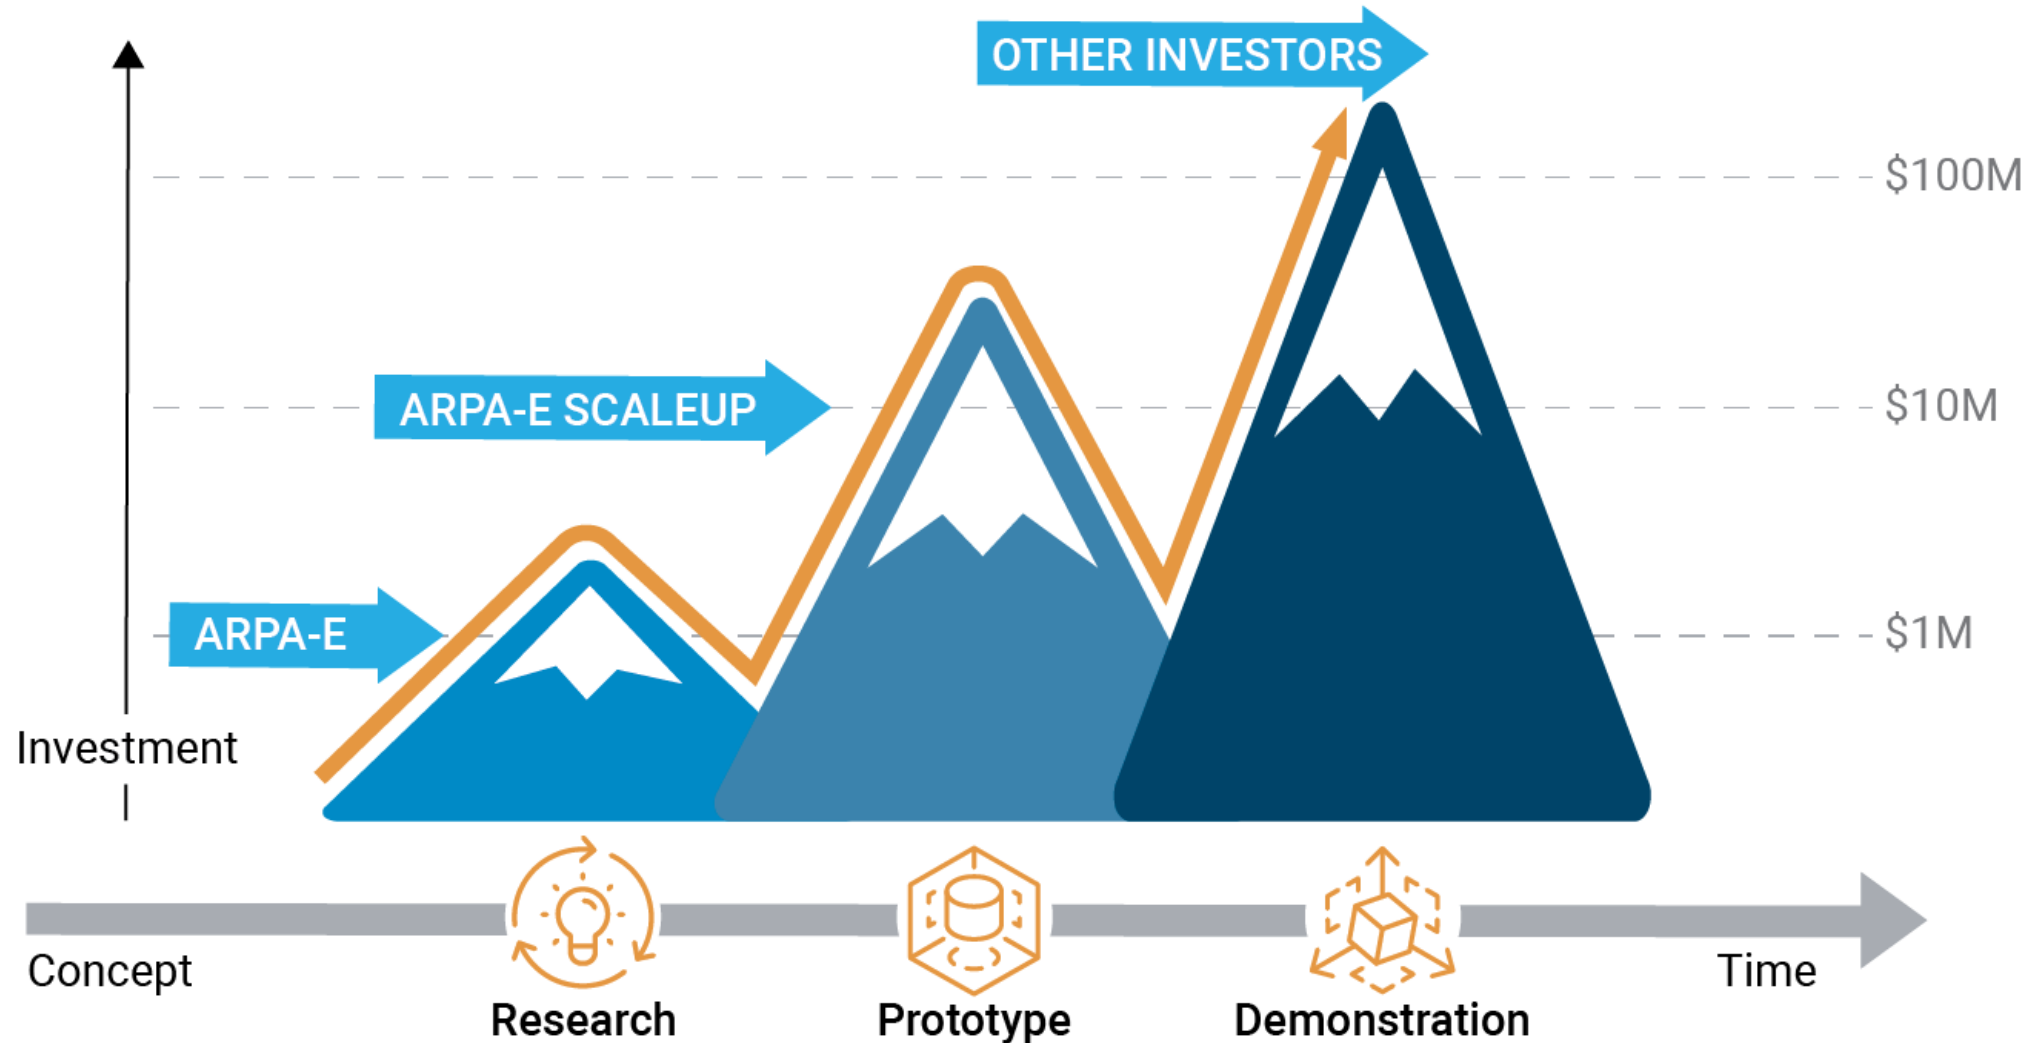 OTHER INVESTORS
$100M
ARPA-E SCALEUP
$10M
ARPA-E
$1M
Investment
Concept
Time
Research
Prototype
Demonstration